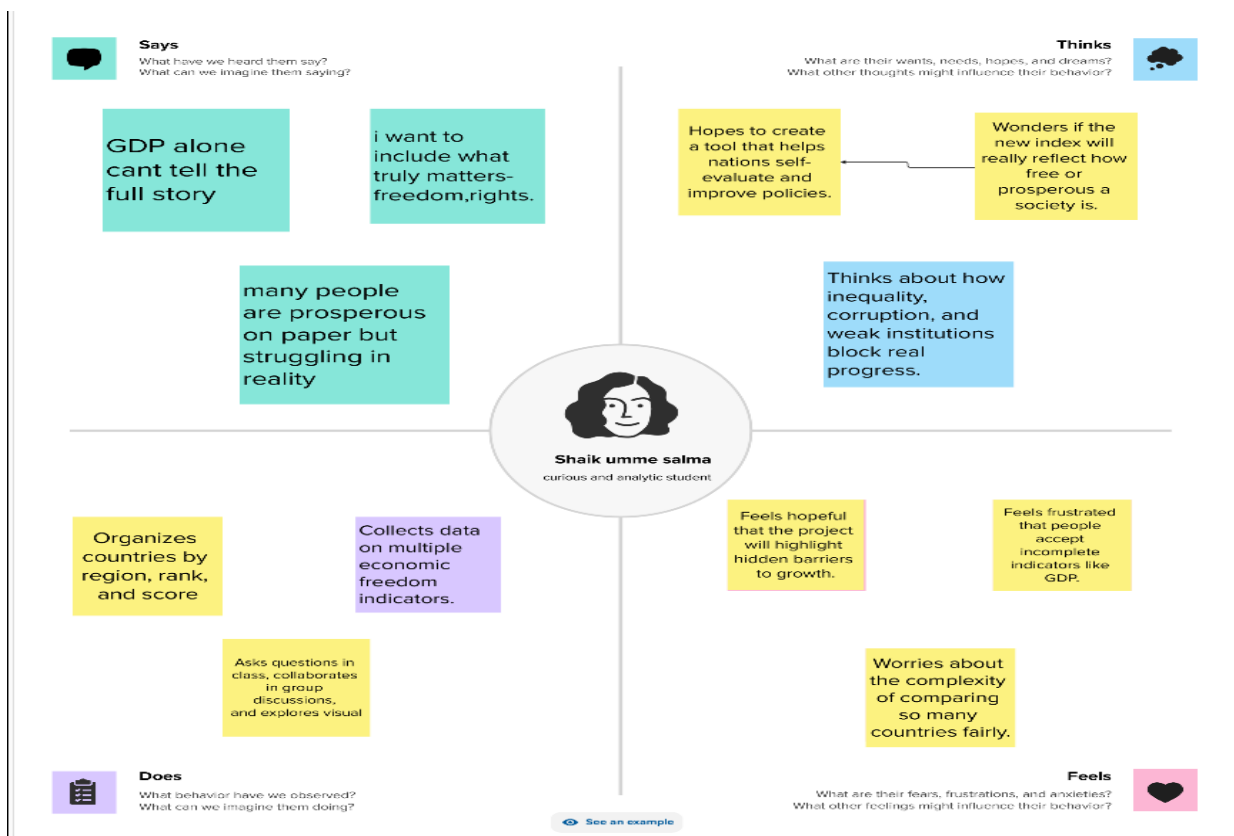 Says
What have we heard them say?
What can we imagine them saying?
Thinks
What are their wants, needs, hopes, and dreams?
What other thoughts might influence their behavior?
GDP alone
cant tell the
full story
i want to
include what
truly matters-
freedom,rights.
many people
are prosperous
on paper but
struggling in
reality
Hopes to create
a tool that helps
nations self-
evaluate and
improve policies.
Wonders if the
new index will
really reflect how
free or
prosperous a
society is.
Thinks about how
inequality,
corruption, and
weak institutions
block real
progress.
Shaik umme salma
curious and analytic student
Organizes
countries by
region, rank,
and score
Collects data
on multiple
economic
freedom
indicators.
Asks questions in
class, collaborates
in group
discussions,
and explores visual
Feels hopeful
that the project
will highlight
hidden barriers
to growth.
Feels frustrated
that people
accept
incomplete
indicators like
GDP.
Worries about
the complexity
of comparing
so many
countries fairly.
Does
What behavior have we observed?
What can we imagine them doing?
Feels
What are their fears, frustrations, and anxieties?
What other feelings might influence their behavior?
See an example